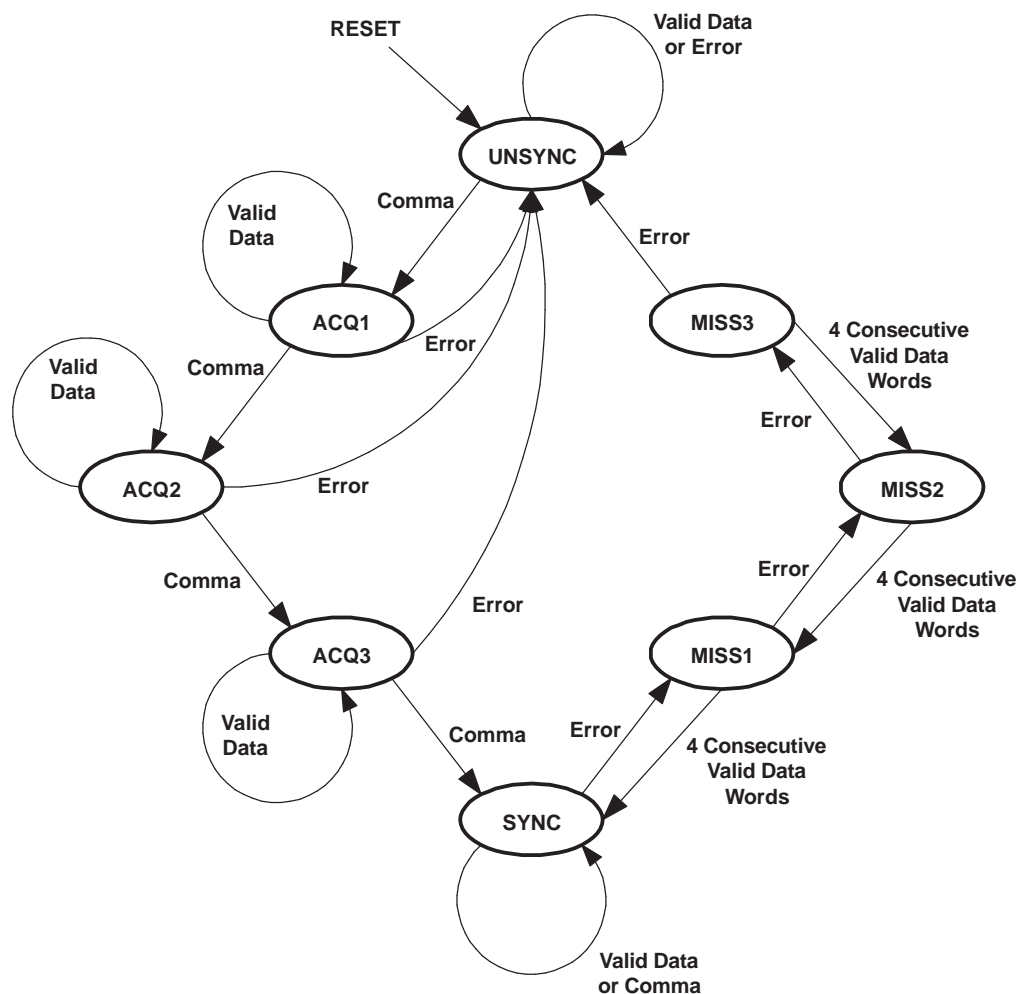 RESET
Valid Data
or Error
UNSYNC
Comma
Valid
Data
Error
ACQ1
Error
MISS3
4 Consecutive
Valid Data
Words
Valid
Data
Comma
Error
ACQ2
Error
MISS2
Comma
Error
4 Consecutive
Valid Data
Words
Error
ACQ3
MISS1
Valid
Data
Comma
Error
4 Consecutive
Valid Data
Words
SYNC
Valid Data
or Comma